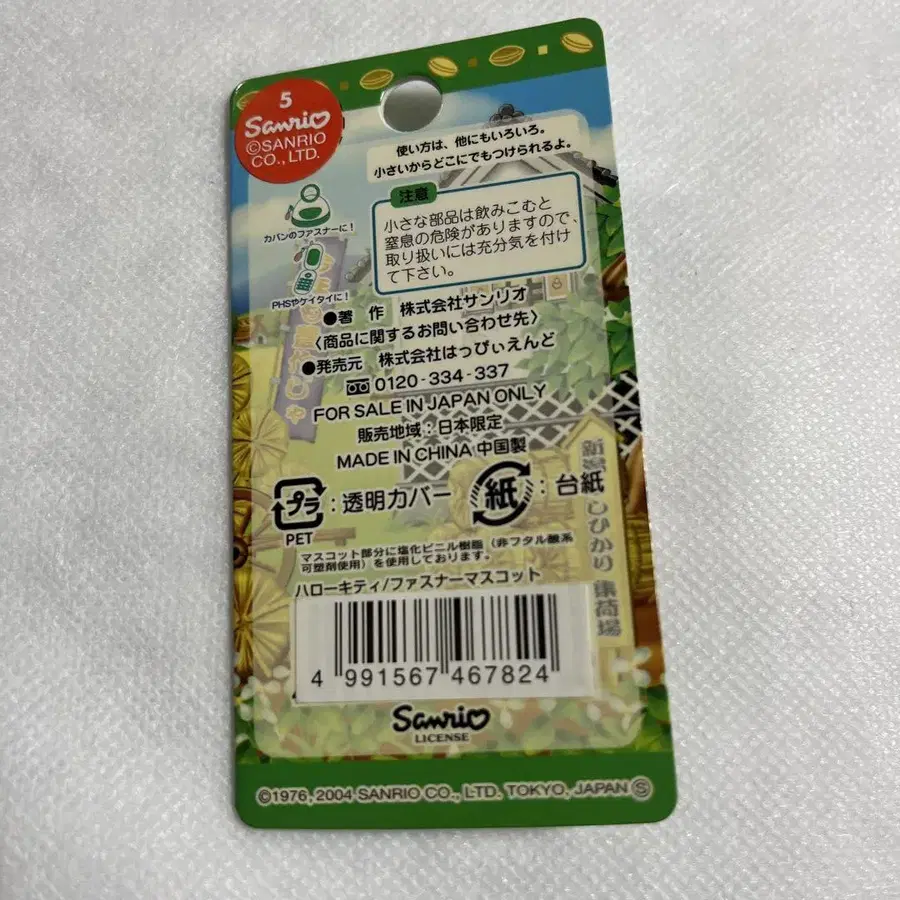 5
Sanrio
©SANRIO
CO., LTD.
使い方は、他にもいろいろ。
小さいからどこにでもつけられるよ。
注意
小さな部品は飲みこむと
窒息の危険がありますので、
取り扱いには充分気を付け
て下さい。
カバンのファスナーに!
PHSやケイタイに!
●著 作 株式会社サンリオ
〈商品に関するお問い合わせ先〉
●発売元 株式会社はっぴぃえんど
0120-334-337
FOR SALE IN JAPAN ONLY
販売地域:日本限定
MADE IN CHINA 中国製
プラ
:透明カバー
PET
紙
:台紙
マスコット部分に塩化ビニル樹脂(非フタル酸系
可塑剤使用)を使用しております。
ハローキティ/ファスナーマスコット
4 991567 467824
Sanrio
LICENSE
©1976, 2004 SANRIO CO., LTD. TOKYO, JAPAN Ⓢ
集荷場